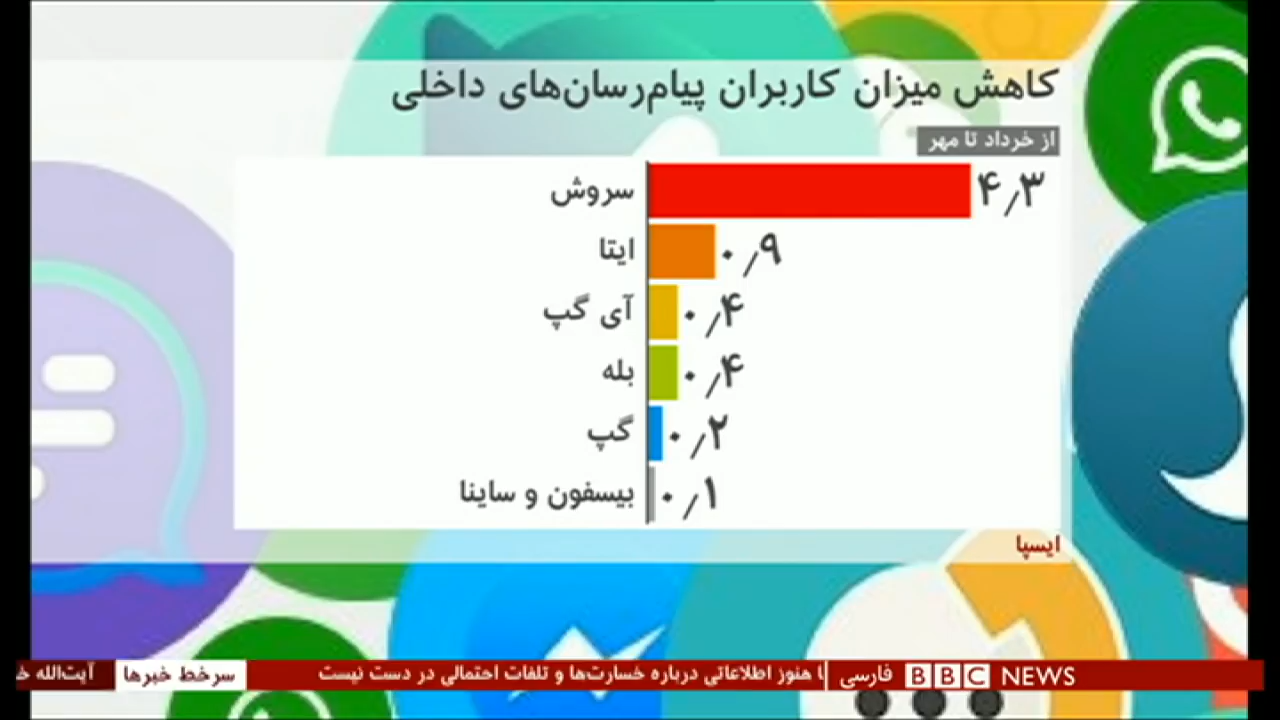 کاهش میزان کاربران پیام‌رسان‌های داخلی
از خرداد تا مهر
سروش ۴٫۳
ایتا ۰٫۹
آی گپ ۰٫۴
بله ۰٫۴
گپ ۰٫۲
بیسفون و ساینا ۰٫۱
ایسپا
BBC NEWS فارسی
ا هنوز اطلاعاتی درباره خسارت‌ها و تلفات احتمالی در دست نیست
سرخط خبرها
آیت‌الله خ